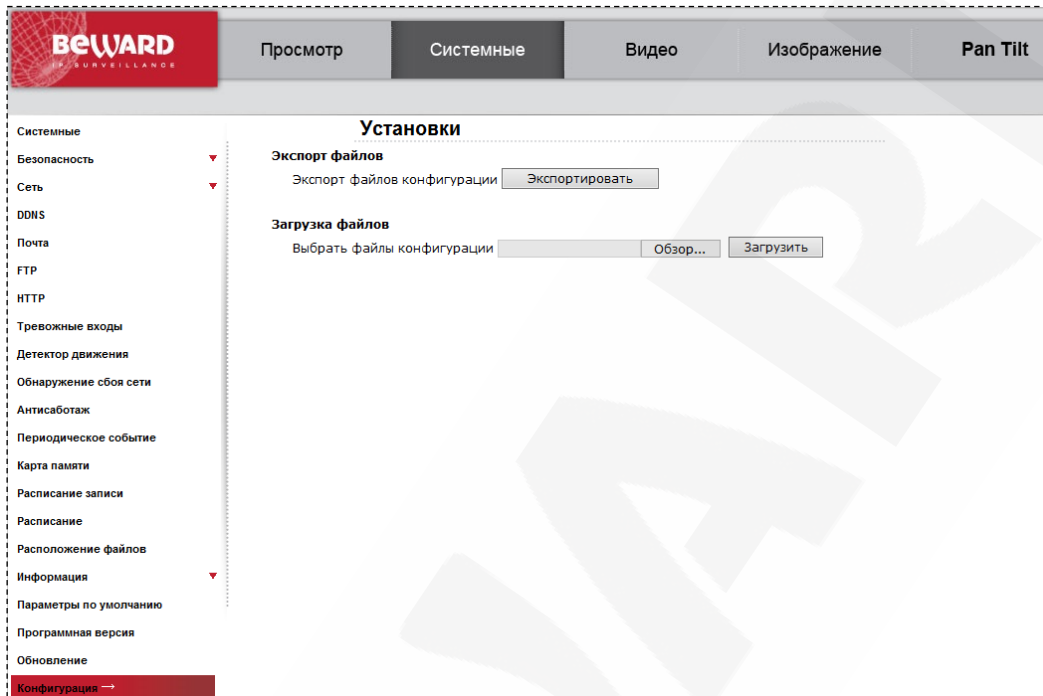 BEWARD
IP SURVEILLANCE
Просмотр
Системные
Видео
Изображение
Pan Tilt
Системные
Безопасность
Сеть
DDNS
Почта
FTP
HTTP
Тревожные входы
Детектор движения
Обнаружение сбоя сети
Антисаботаж
Периодическое событие
Карта памяти
Расписание записи
Расписание
Расположение файлов
Информация
Параметры по умолчанию
Программная версия
Обновление
Конфигурация →
Установки
Экспорт файлов
Экспорт файлов конфигурации Экспортировать
Загрузка файлов
Выбрать файлы конфигурации Обзор... Загрузить